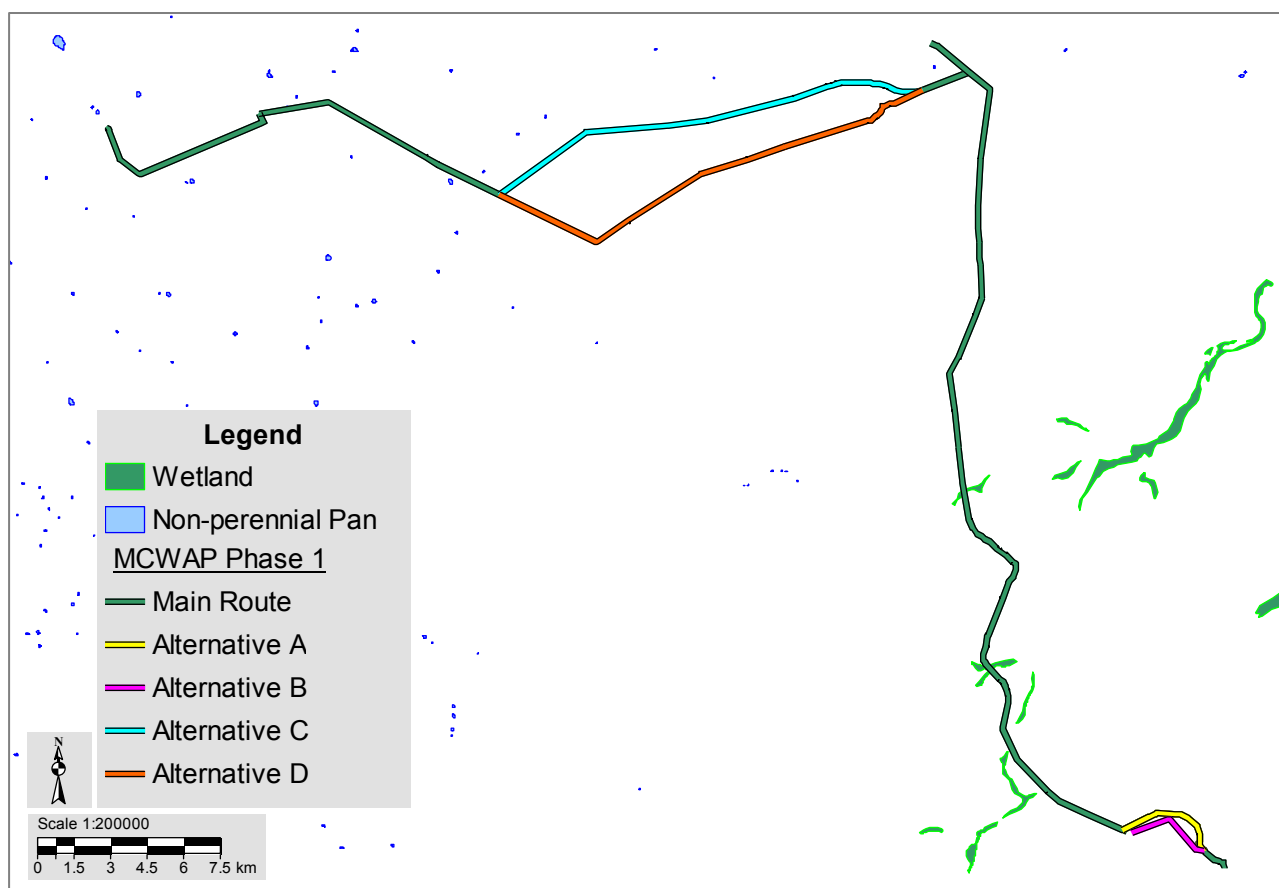 Legend
Wetland
Non-perennial Pan
MCWAP Phase 1
Main Route
Alternative A
Alternative B
Alternative C
Alternative D
N
Scale 1:200000
0 1.5 3 4.5 6 7.5 km